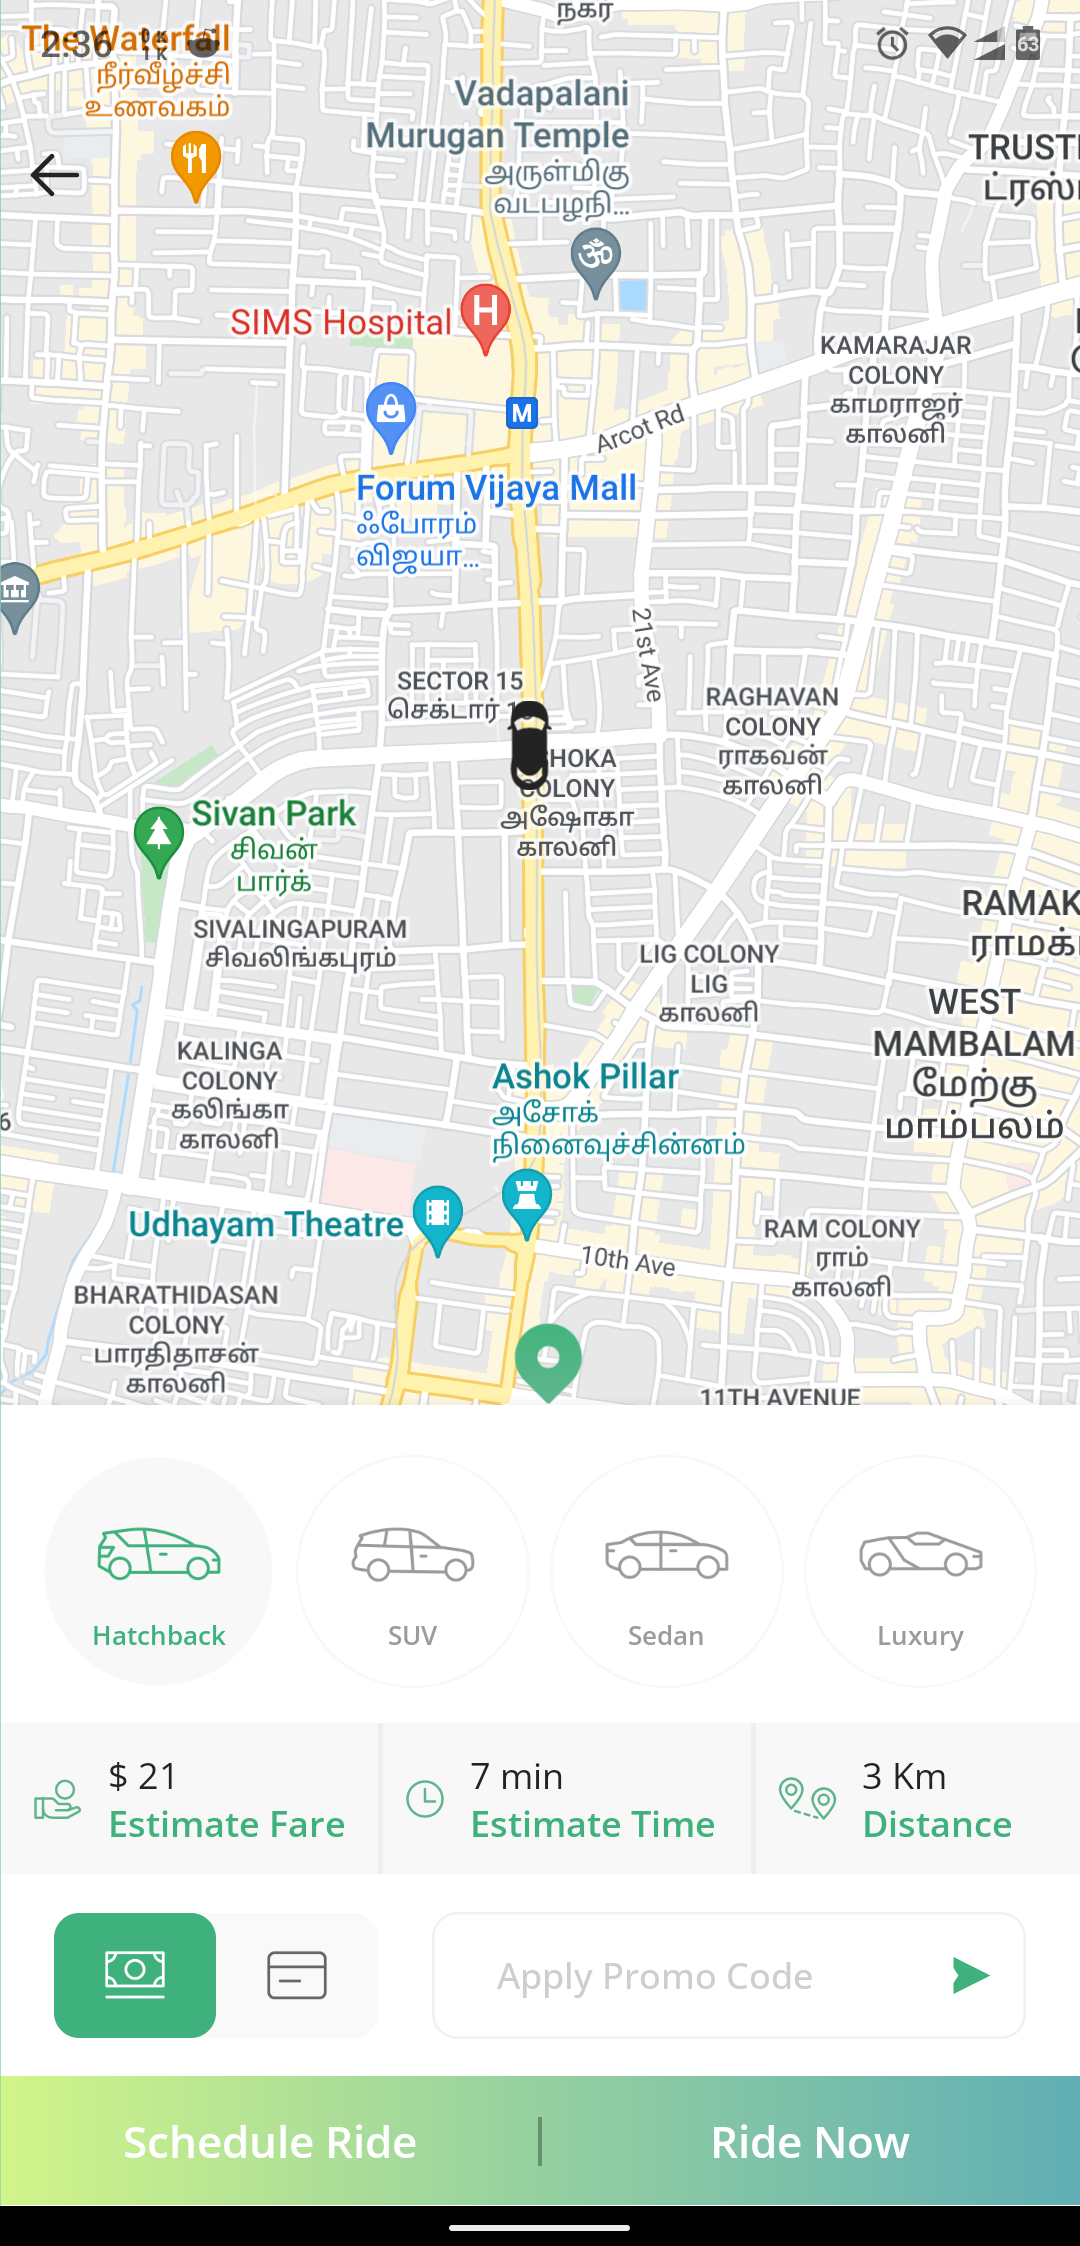 நகர்
The Waterfall
2:36
நீர்வீழ்ச்சி
உணவகம்
63
Vadapalani
Murugan Temple
அருள்மிகு
வடபழநி...
TRUST
ட்ரஸ்
SIMS Hospital
H
M
Arcot Rd
KAMARAJAR
COLONY
காமராஜர்
காலனி
Forum Vijaya Mall
ஃபோரம்
விஜயா...
21st Ave
SECTOR 15
செக்டார்
RAGHAVAN
COLONY
ராகவன்
காலனி
SHOKA
COLONY
அஷோகா
காலனி
Sivan Park
சிவன்
பார்க்
SIVALINGAPURAM
சிவலிங்கபுரம்
RAMAK
ராமக்
LIG COLONY
LIG
காலனி
WEST
MAMBALAM
மேற்கு
மாம்பலம்
KALINGA
COLONY
கலிங்கா
காலனி
6
Ashok Pillar
அசோக்
நினைவுச்சின்னம்
Udhayam Theatre
10th Ave
RAM COLONY
ராம்
காலனி
BHARATHIDASAN
COLONY
பாரதிதாசன்
காலனி
11TH AVENUE
Hatchback
SUV
Sedan
Luxury
$ 21
Estimate Fare
7 min
Estimate Time
3 Km
Distance
Apply Promo Code
Schedule Ride
Ride Now